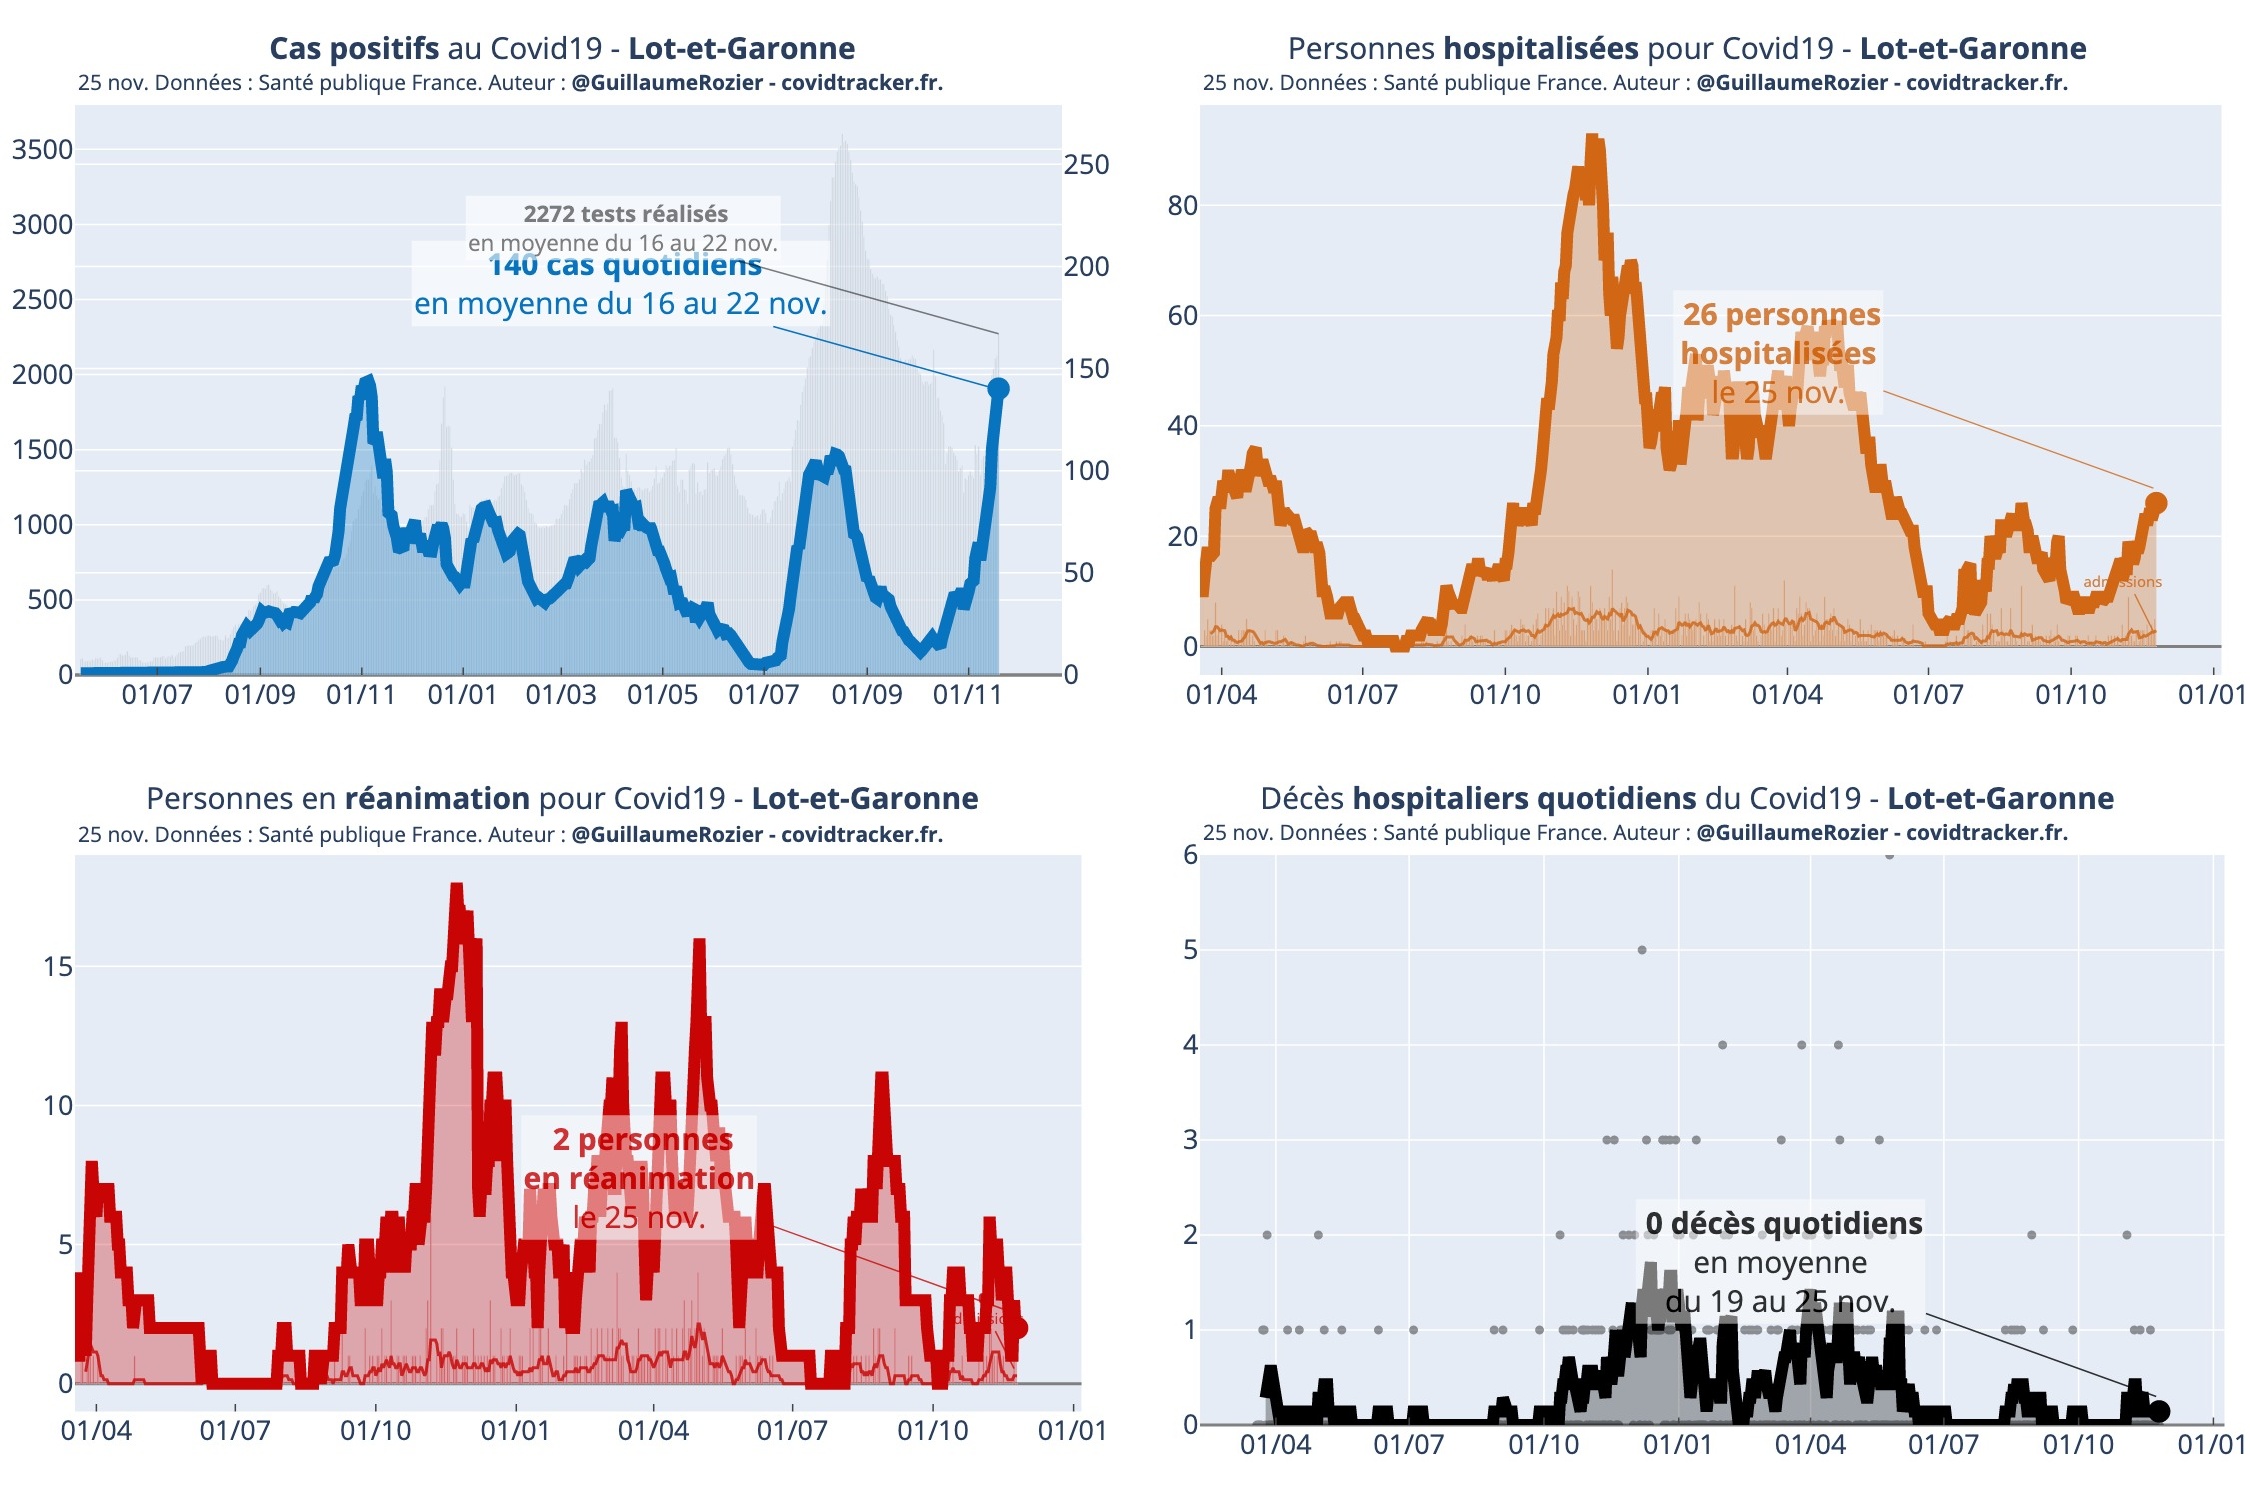 Cas positifs au Covid19 - Lot-et-Garonne
25 nov. Données : Santé publique France. Auteur : @GuillaumeRozier - covidtracker.fr.
3500
3000
2500
2000
1500
1000
500
0
250
200
150
100
50
0
2272 tests réalisés
en moyenne du 16 au 22 nov.
140 cas quotidiens
en moyenne du 16 au 22 nov.
01/07 01/09 01/11 01/01 01/03 01/05 01/07 01/09 01/11
Personnes hospitalisées pour Covid19 - Lot-et-Garonne
25 nov. Données : Santé publique France. Auteur : @GuillaumeRozier - covidtracker.fr.
80
60
40
20
0
26 personnes
hospitalisées
le 25 nov.
admissions
01/04 01/07 01/10 01/01 01/04 01/07 01/10 01/01
Personnes en réanimation pour Covid19 - Lot-et-Garonne
25 nov. Données : Santé publique France. Auteur : @GuillaumeRozier - covidtracker.fr.
15
10
5
0
2 personnes
en réanimation
le 25 nov.
01/04 01/07 01/10 01/01 01/04 01/07 01/10 01/01
Décès hospitaliers quotidiens du Covid19 - Lot-et-Garonne
25 nov. Données : Santé publique France. Auteur : @GuillaumeRozier - covidtracker.fr.
6
5
4
3
2
1
0
0 décès quotidiens
en moyenne
du 19 au 25 nov.
01/04 01/07 01/10 01/01 01/04 01/07 01/10 01/01